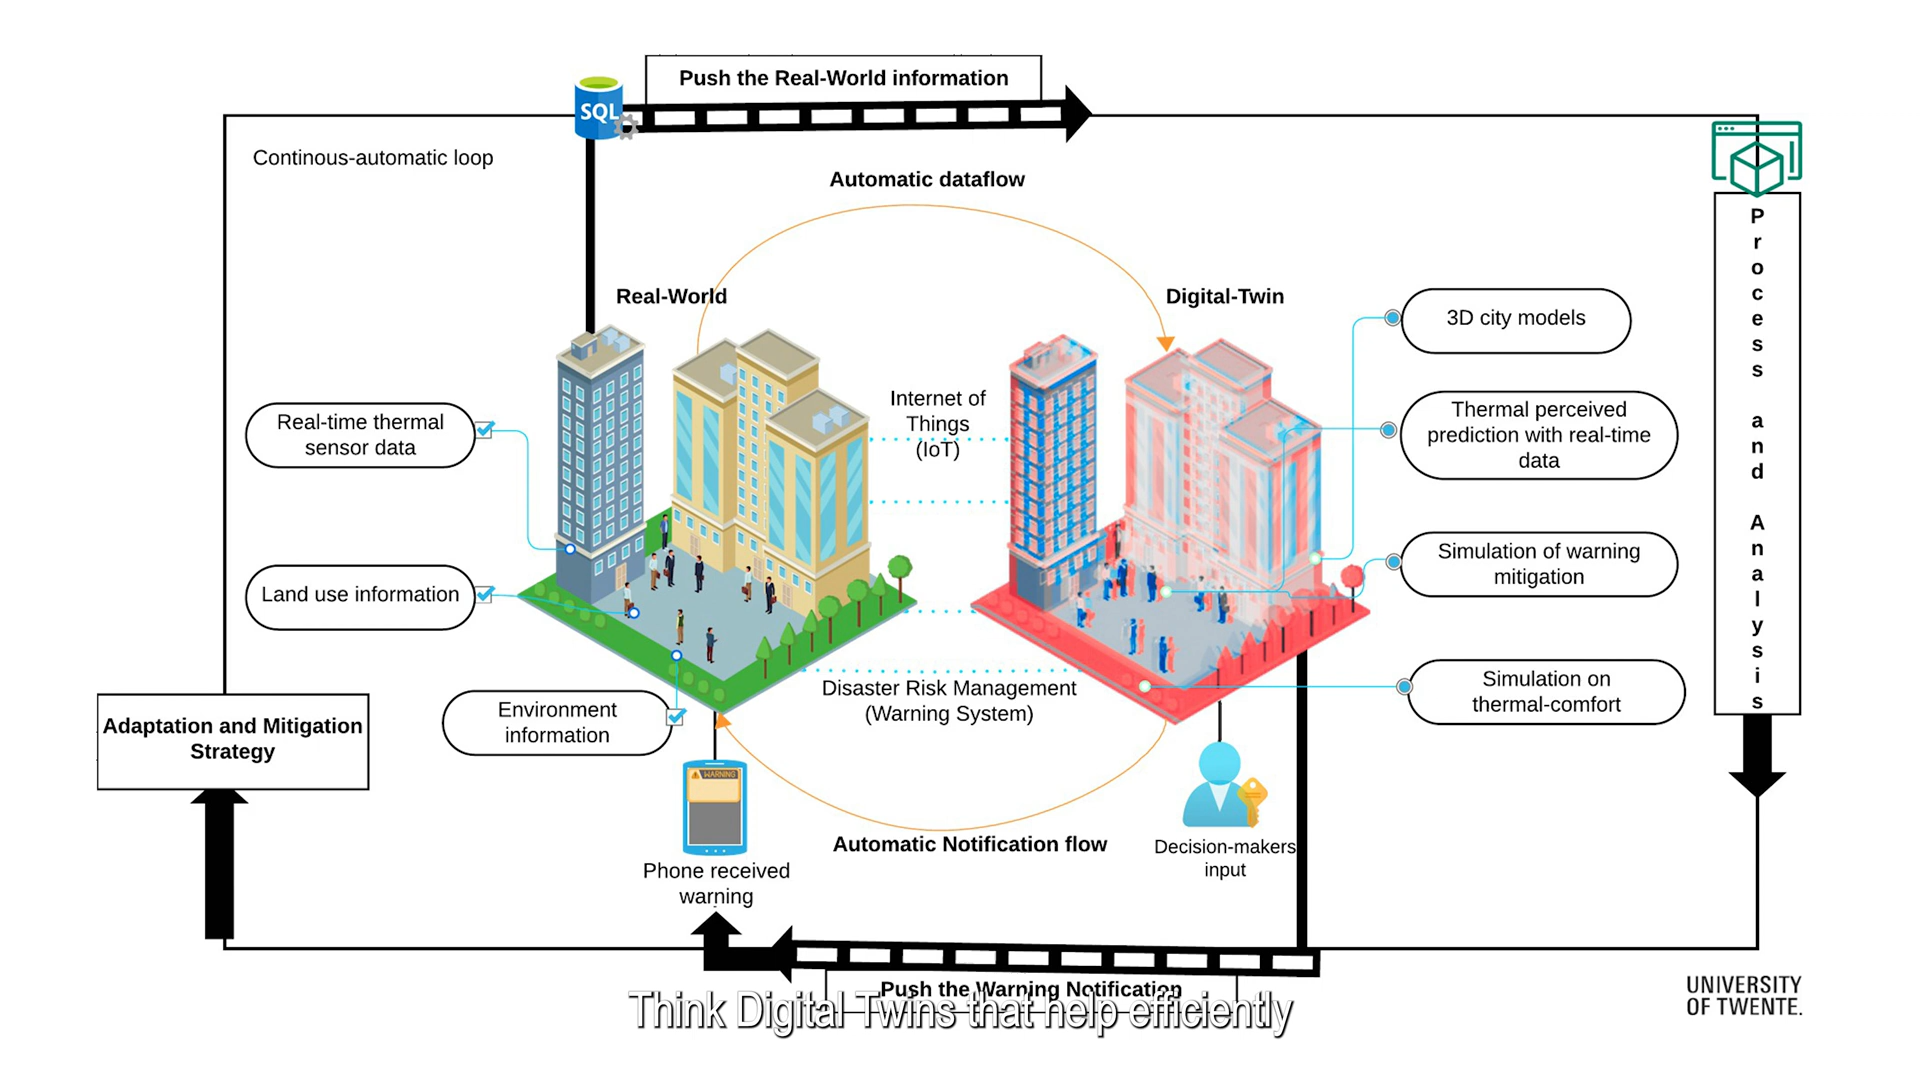 Push the Real-World information
SQL
Continous-automatic loop
Automatic dataflow
Real-World
Digital-Twin
3D city models
Internet of
Things
(IoT)
Real-time thermal
sensor data
Thermal perceived
prediction with real-time
data
Simulation of warning
mitigation
Land use information
Simulation on
thermal-comfort
Disaster Risk Management
(Warning System)
Environment
information
Adaptation and Mitigation
Strategy
Process and Analysis
WARNING
Automatic Notification flow
Decision-makers
input
Phone received
warning
Push the Warning Notification
Think Digital Twins that help efficiently
UNIVERSITY
OF TWENTE.